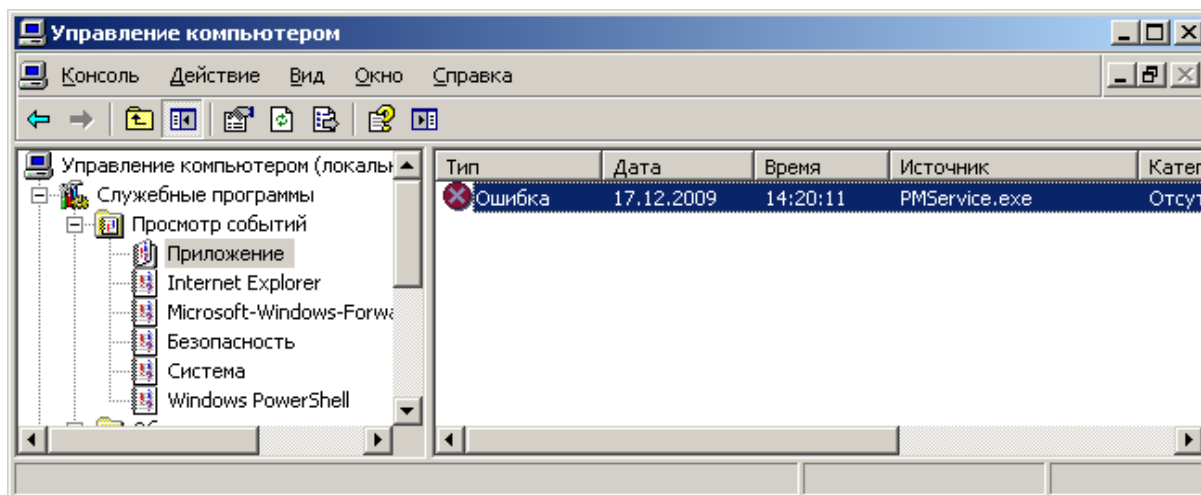 Управление компьютером
Консоль Действие Вид Окно Справка
Управление компьютером (локальн
Служебные программы
Просмотр событий
Приложение
Internet Explorer
Microsoft-Windows-Forwa
Безопасность
Система
Windows PowerShell
Тип Дата Время Источник Катег
Ошибка 17.12.2009 14:20:11 PMService.exe Отсут